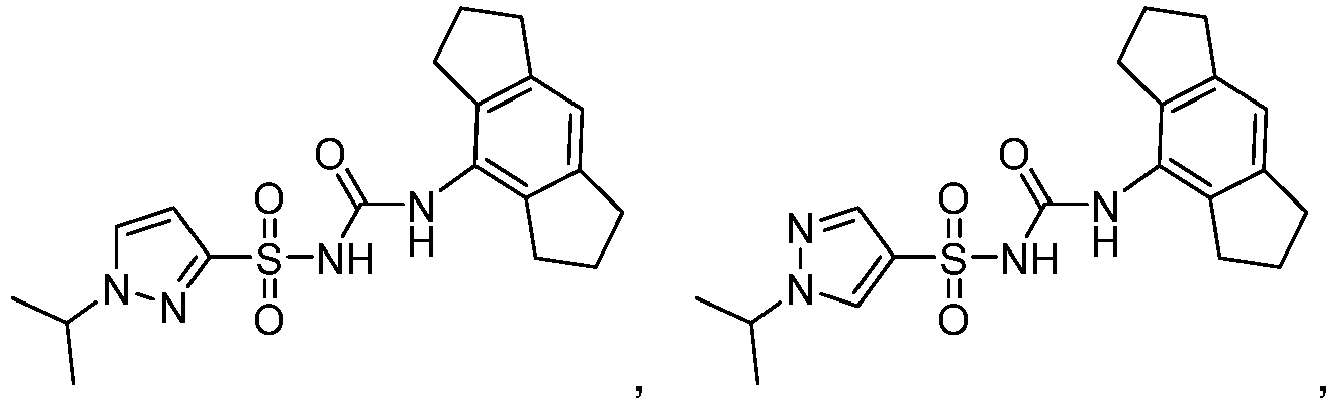 O O
O N O N
H N H
S NH N S NH
N N
N O O
, ,